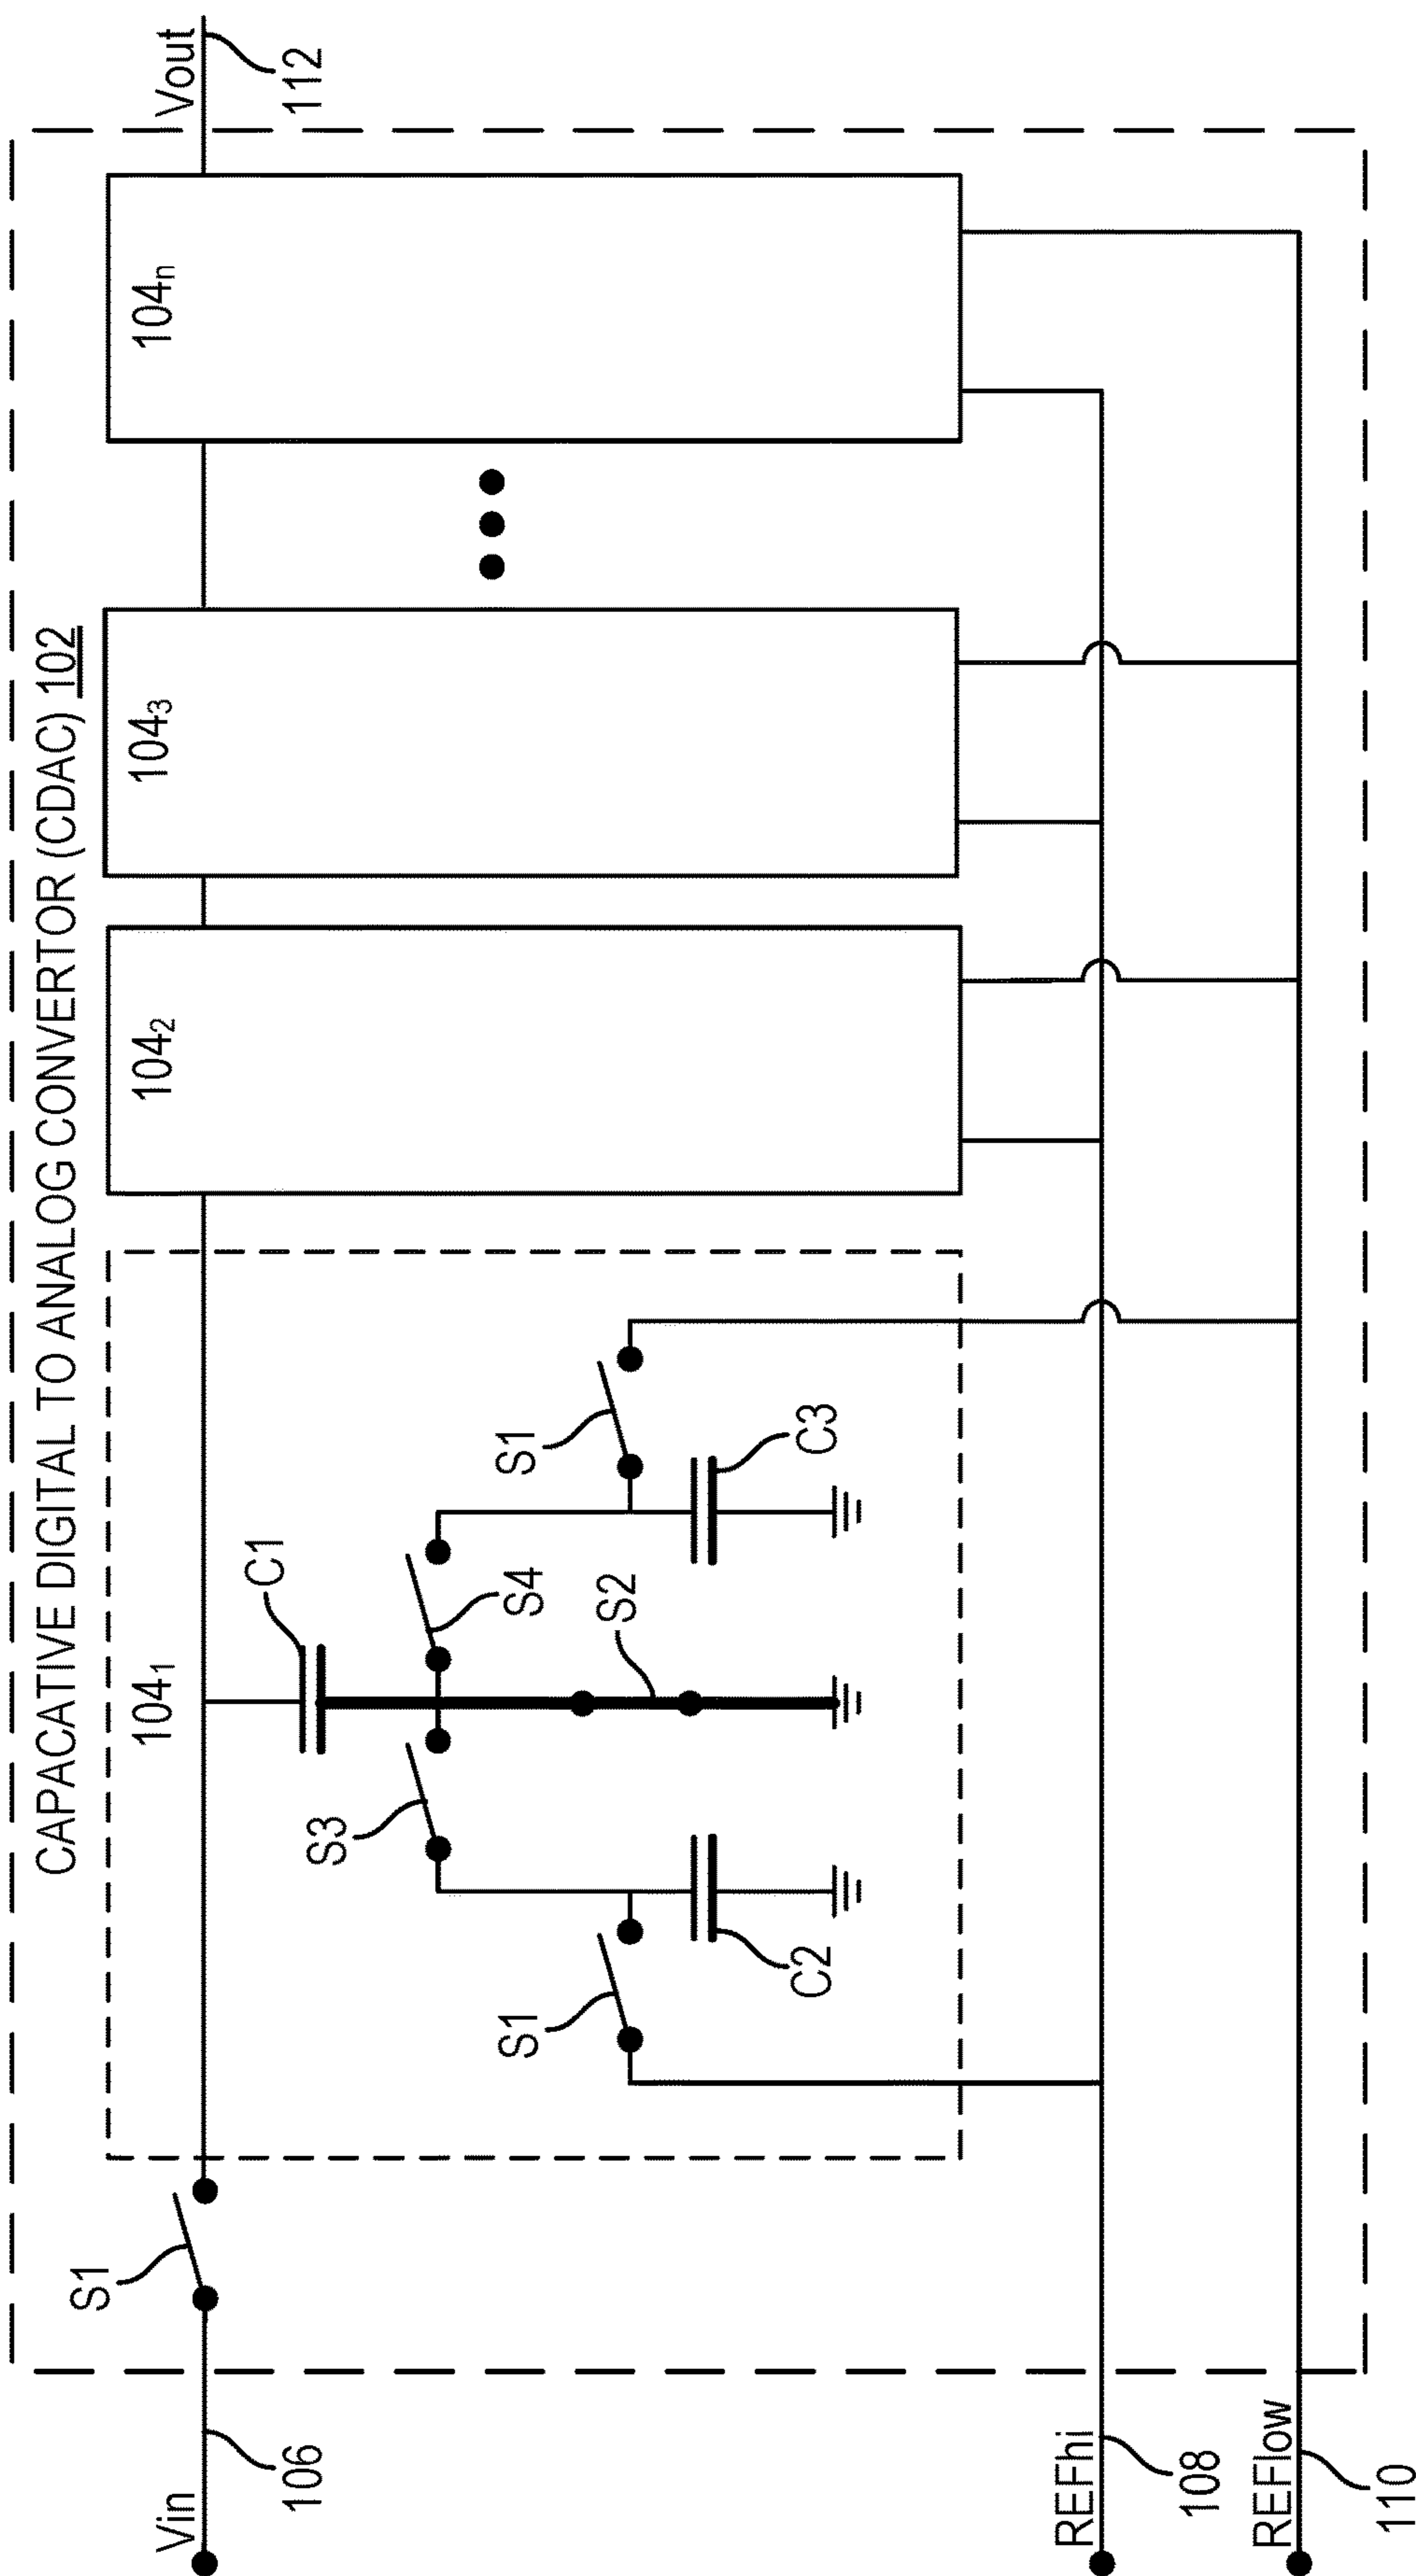 CAPACATIVE DIGITAL TO ANALOG CONVERTOR (CDAC) 102
Vin
106
S1
104₁
C1
S3
S4
S2
S1
C2
S1
C3
104₂
104₃
104ₙ
Vout
112
REFhi
108
REFlow
110